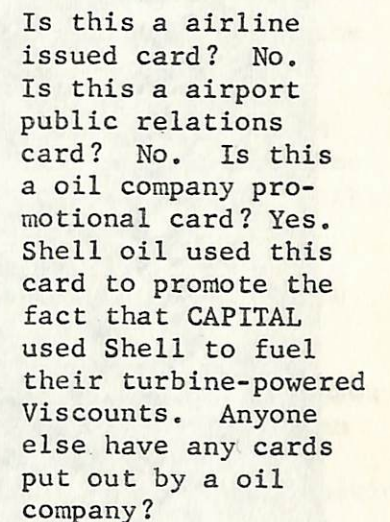 Is this a airline
issued card?  No.
Is this a airport
public relations
card?  No.  Is this
a oil company pro-
motional card? Yes.
Shell oil used this
card to promote the
fact that CAPITAL
used Shell to fuel
their turbine-powered
Viscounts.  Anyone
else have any cards
put out by a oil
company?